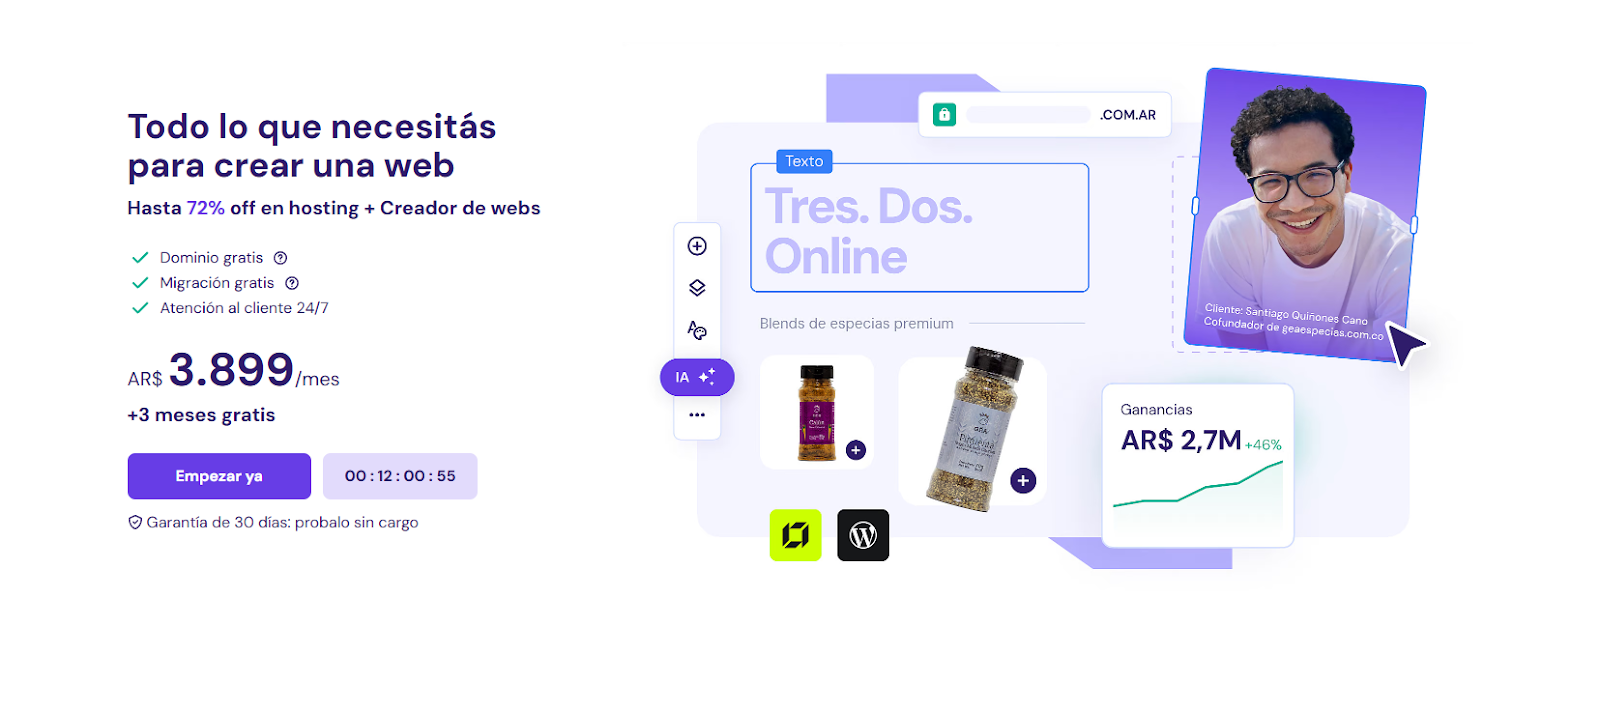 Todo lo que necesitás
para crear una web
Hasta 72% off en hosting + Creador de webs
Dominio gratis
Migración gratis
Atención al cliente 24/7
AR$ 3.899/mes
+3 meses gratis
Empezar ya
00 : 12 : 00 : 55
Garantía de 30 días: probalo sin cargo
.COM.AR
Texto
Tres. Dos.
Online
Blends de especias premium
IA
Cliente: Santiago Quiñones Cano
Cofundador de geaespecias.com.co
Ganancias
AR$ 2,7M +46%